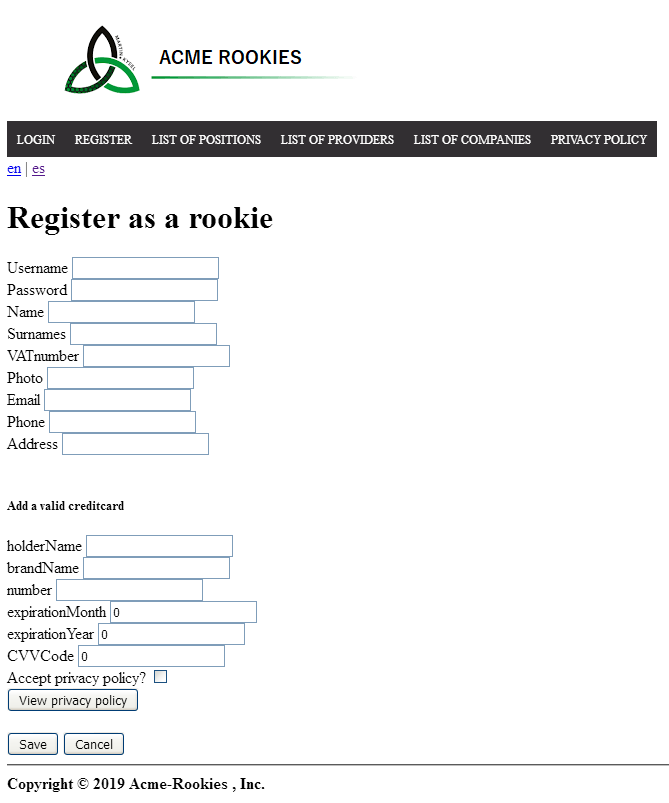 MARTIN & KYSEL
ACME ROOKIES
LOGIN REGISTER LIST OF POSITIONS LIST OF PROVIDERS LIST OF COMPANIES PRIVACY POLICY
en | es
Register as a rookie
Username
Password
Name
Surnames
VATnumber
Photo
Email
Phone
Address
Add a valid creditcard
holderName
brandName
number
expirationMonth 0
expirationYear 0
CVVCode 0
Accept privacy policy?
View privacy policy
Save Cancel
Copyright © 2019 Acme-Rookies , Inc.